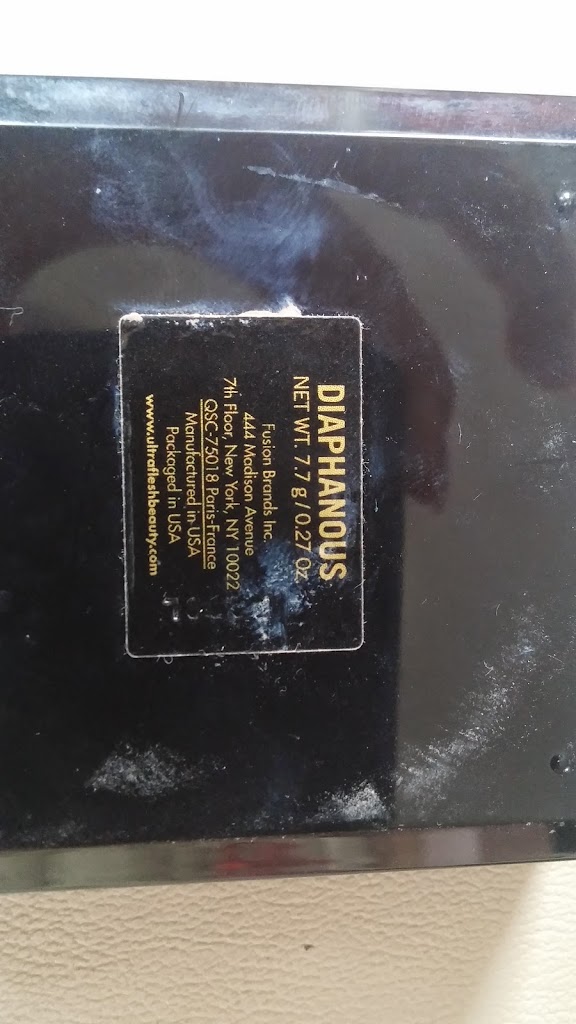 DIAPHANOUS
NET WT. 7.7 g / 0.27 Oz
Fusion Brands Inc.
444 Madison Avenue
7th Floor, New York, NY 10022
QSC-75018 Paris-France
Manufactured in USA
Packaged in USA
www.ultrafleshbeauty.com